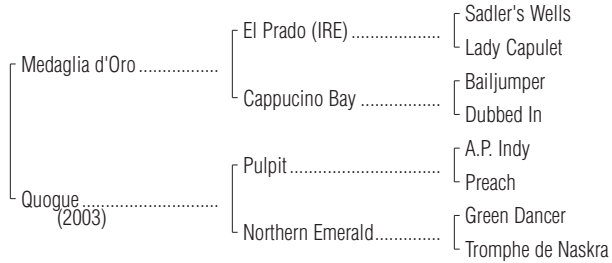 Sadler's Wells
El Prado (IRE) ..................
Lady Capulet
Medaglia d'Oro ................
Bailjumper
Cappucino Bay ................
Dubbed In
A.P. Indy
Pulpit ...............................
Preach
Quogue ...........................
(2003)
Green Dancer
Northern Emerald.............
Tromphe de Naskra